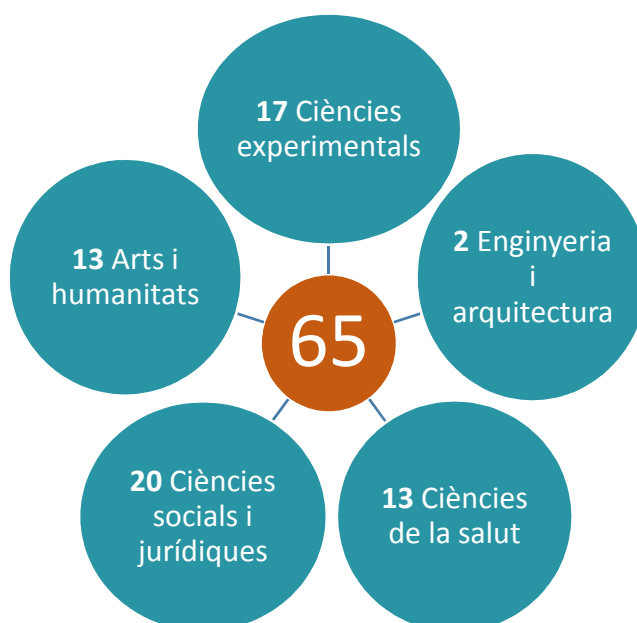 17 Ciències
experimentals
2 Enginyeria
i
arquitectura
13 Ciències
de la salut
20 Ciències
socials i
jurídiques
13 Arts i
humanitats
65